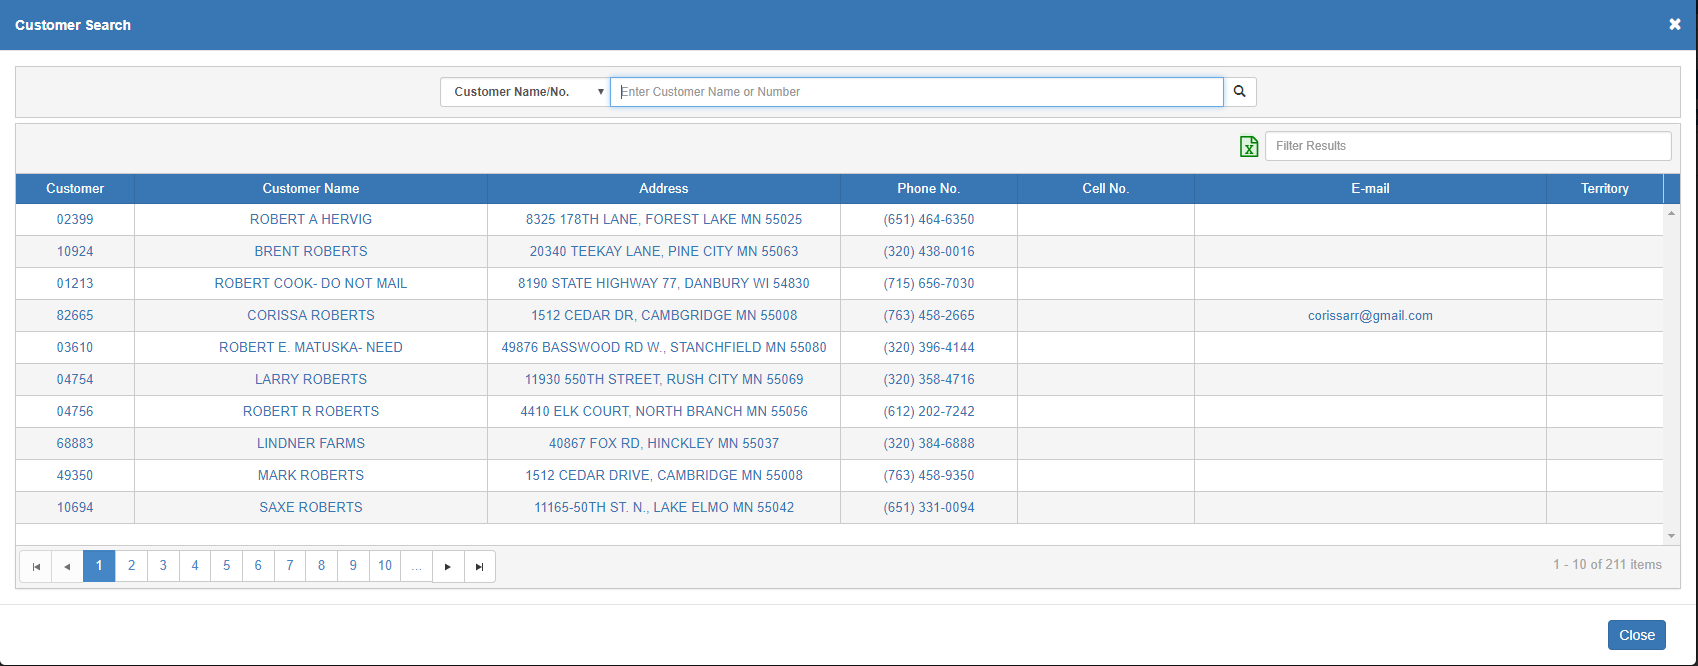 Customer Search
Customer Name/No. Enter Customer Name or Number
Filter Results
Customer Customer Name Address Phone No. Cell No. E-mail Territory
02399 ROBERT A HERVIG 8325 178TH LANE, FOREST LAKE MN 55025 (651) 464-6350
10924 BRENT ROBERTS 20340 TEEKAY LANE, PINE CITY MN 55063 (320) 438-0016
01213 ROBERT COOK- DO NOT MAIL 8190 STATE HIGHWAY 77, DANBURY WI 54830 (715) 656-7030
82665 CORISSA ROBERTS 1512 CEDAR DR, CAMBGRIDGE MN 55008 (763) 458-2665 corissarr@gmail.com
03610 ROBERT E. MATUSKA- NEED 49876 BASSWOOD RD W., STANCHFIELD MN 55080 (320) 396-4144
04754 LARRY ROBERTS 11930 550TH STREET, RUSH CITY MN 55069 (320) 358-4716
04756 ROBERT R ROBERTS 4410 ELK COURT, NORTH BRANCH MN 55056 (612) 202-7242
68883 LINDNER FARMS 40867 FOX RD, HINCKLEY MN 55037 (320) 384-6888
49350 MARK ROBERTS 1512 CEDAR DRIVE, CAMBRIDGE MN 55008 (763) 458-9350
10694 SAXE ROBERTS 11165-50TH ST. N., LAKE ELMO MN 55042 (651) 331-0094
1 2 3 4 5 6 7 8 9 10 ... 1 - 10 of 211 items
Close